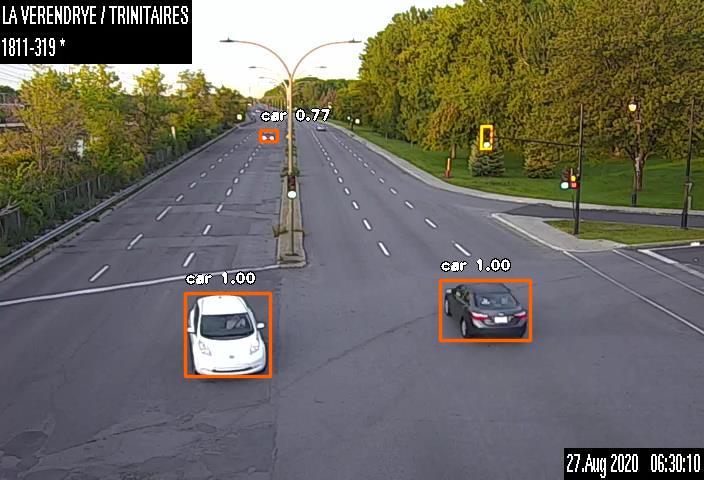 LA VERENDRYE / TRINITAIRES
1811-319 *
car 0.77
car 1.00
car 1.00
27.Aug 2020 06:30:10